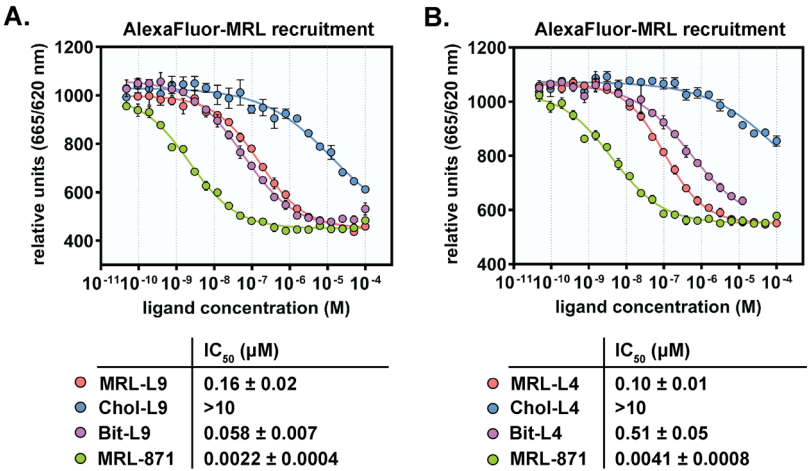 A.
AlexaFluor-MRL recruitment
relative units (665/620 nm)
1200
1000
800
600
400
10⁻¹¹ 10⁻¹⁰ 10⁻⁹ 10⁻⁸ 10⁻⁷ 10⁻⁶ 10⁻⁵ 10⁻⁴
ligand concentration (M)
IC₅₀ (µM)
MRL-L9 0.16 ± 0.02
Chol-L9 >10
Bit-L9 0.058 ± 0.007
MRL-871 0.0022 ± 0.0004
B.
AlexaFluor-MRL recruitment
relative units (665/620 nm)
1200
1000
800
600
400
10⁻¹¹ 10⁻¹⁰ 10⁻⁹ 10⁻⁸ 10⁻⁷ 10⁻⁶ 10⁻⁵ 10⁻⁴
ligand concentration (M)
IC₅₀ (µM)
MRL-L4 0.10 ± 0.01
Chol-L4 >10
Bit-L4 0.51 ± 0.05
MRL-871 0.0041 ± 0.0008